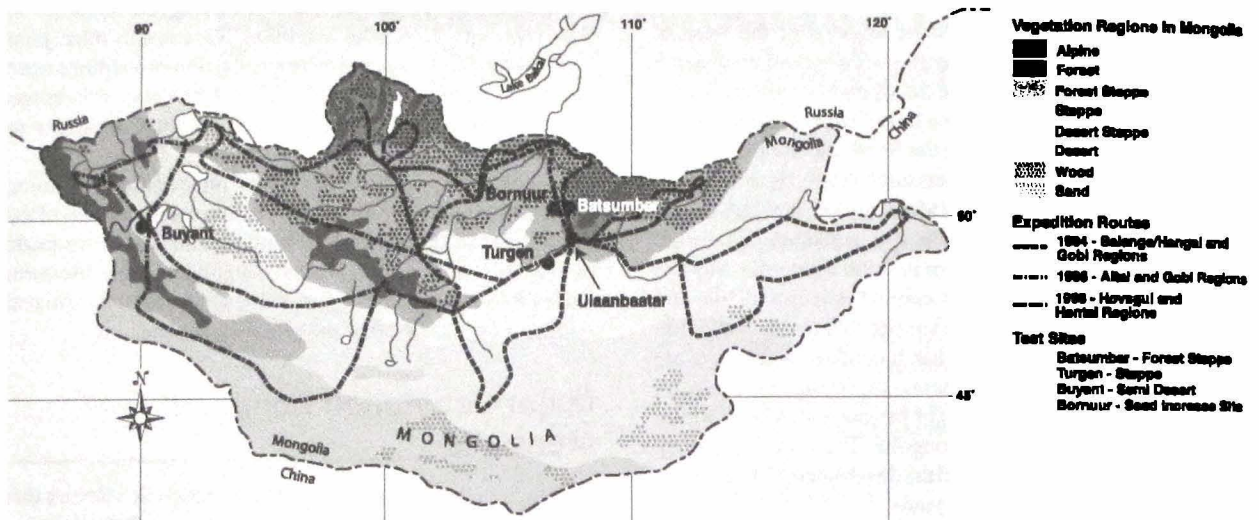 90°
100°
110°
120°
Lake Baikal
Russia
Russia
China
Mongolia
Bornuur
Batsumber
50°
Buyant
Turgen
Ulaanbaatar
N
45°
MONGOLIA
Mongolia
China
Vegetation Regions in Mongolia
Alpine
Forest
Forest Steppe
Steppe
Desert Steppe
Desert
Wood
Sand
Expedition Routes
1994 - Selenge/Hangai and
Gobi Regions
- Altai and Gobi Regions
- Hovsgul and
Hentei Regions
Test Sites
Batsumber - Forest Steppe
Turgen - Steppe
Buyant - Semi Desert
Bornuur - Seed Increase Site